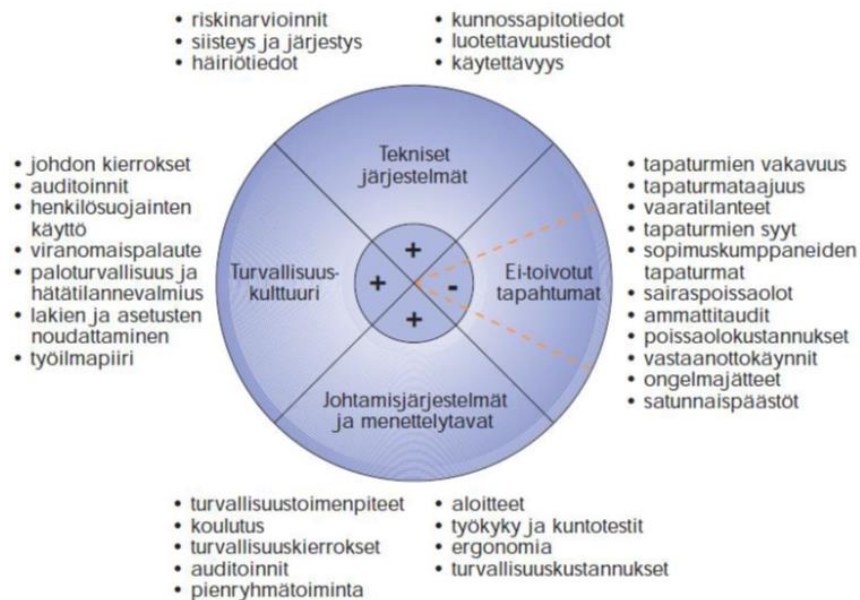 • riskinarvioinnit
• siisteys ja järjestys
• häiriötiedot
• kunnossapitotiedot
• luotettavuustiedot
• käytettävyys
Tekniset
järjestelmät
• johdon kierrokset
• auditoinnit
• henkilösuojainten
käyttö
• viranomaispalaute
• paloturvallisuus ja
hätätilannevalmius
• lakien ja asetusten
noudattaminen
• työilmapiiri
Turvallisuus-
kulttuuri
+
+
-
+
Ei-toivotut
tapahtumat
• tapaturmien vakavuus
• tapaturmataajuus
• vaaratilanteet
• tapaturmien syyt
• sopimuskumppaneiden
tapaturmat
• sairaspoissaolot
• ammattitaudit
• poissaolokustannukset
• vastaanottokäynnit
• ongelmajätteet
• satunnaispäästöt
Johtamisjärjestelmät
ja menettelytavat
• turvallisuustoimenpiteet
• koulutus
• turvallisuuskierrokset
• auditoinnit
• pienryhmätoiminta
• aloitteet
• työkyky ja kuntotestit
• ergonomia
• turvallisuuskustannukset